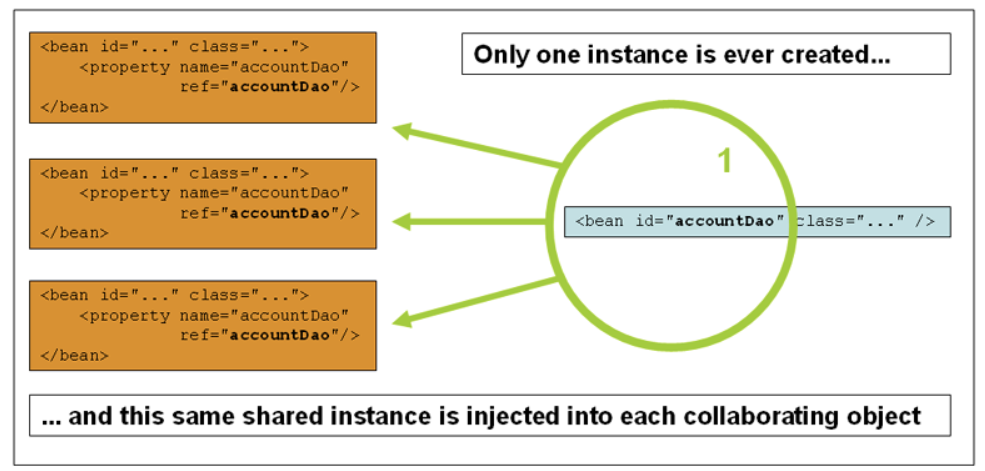 <bean id="..." class="...">
<property name="accountDao"
ref="accountDao"/>
</bean>
Only one instance is ever created...
<bean id="..." class="...">
<property name="accountDao"
ref="accountDao"/>
</bean>
1
<bean id="accountDao" class="..." />
<bean id="..." class="...">
<property name="accountDao"
ref="accountDao"/>
</bean>
... and this same shared instance is injected into each collaborating object